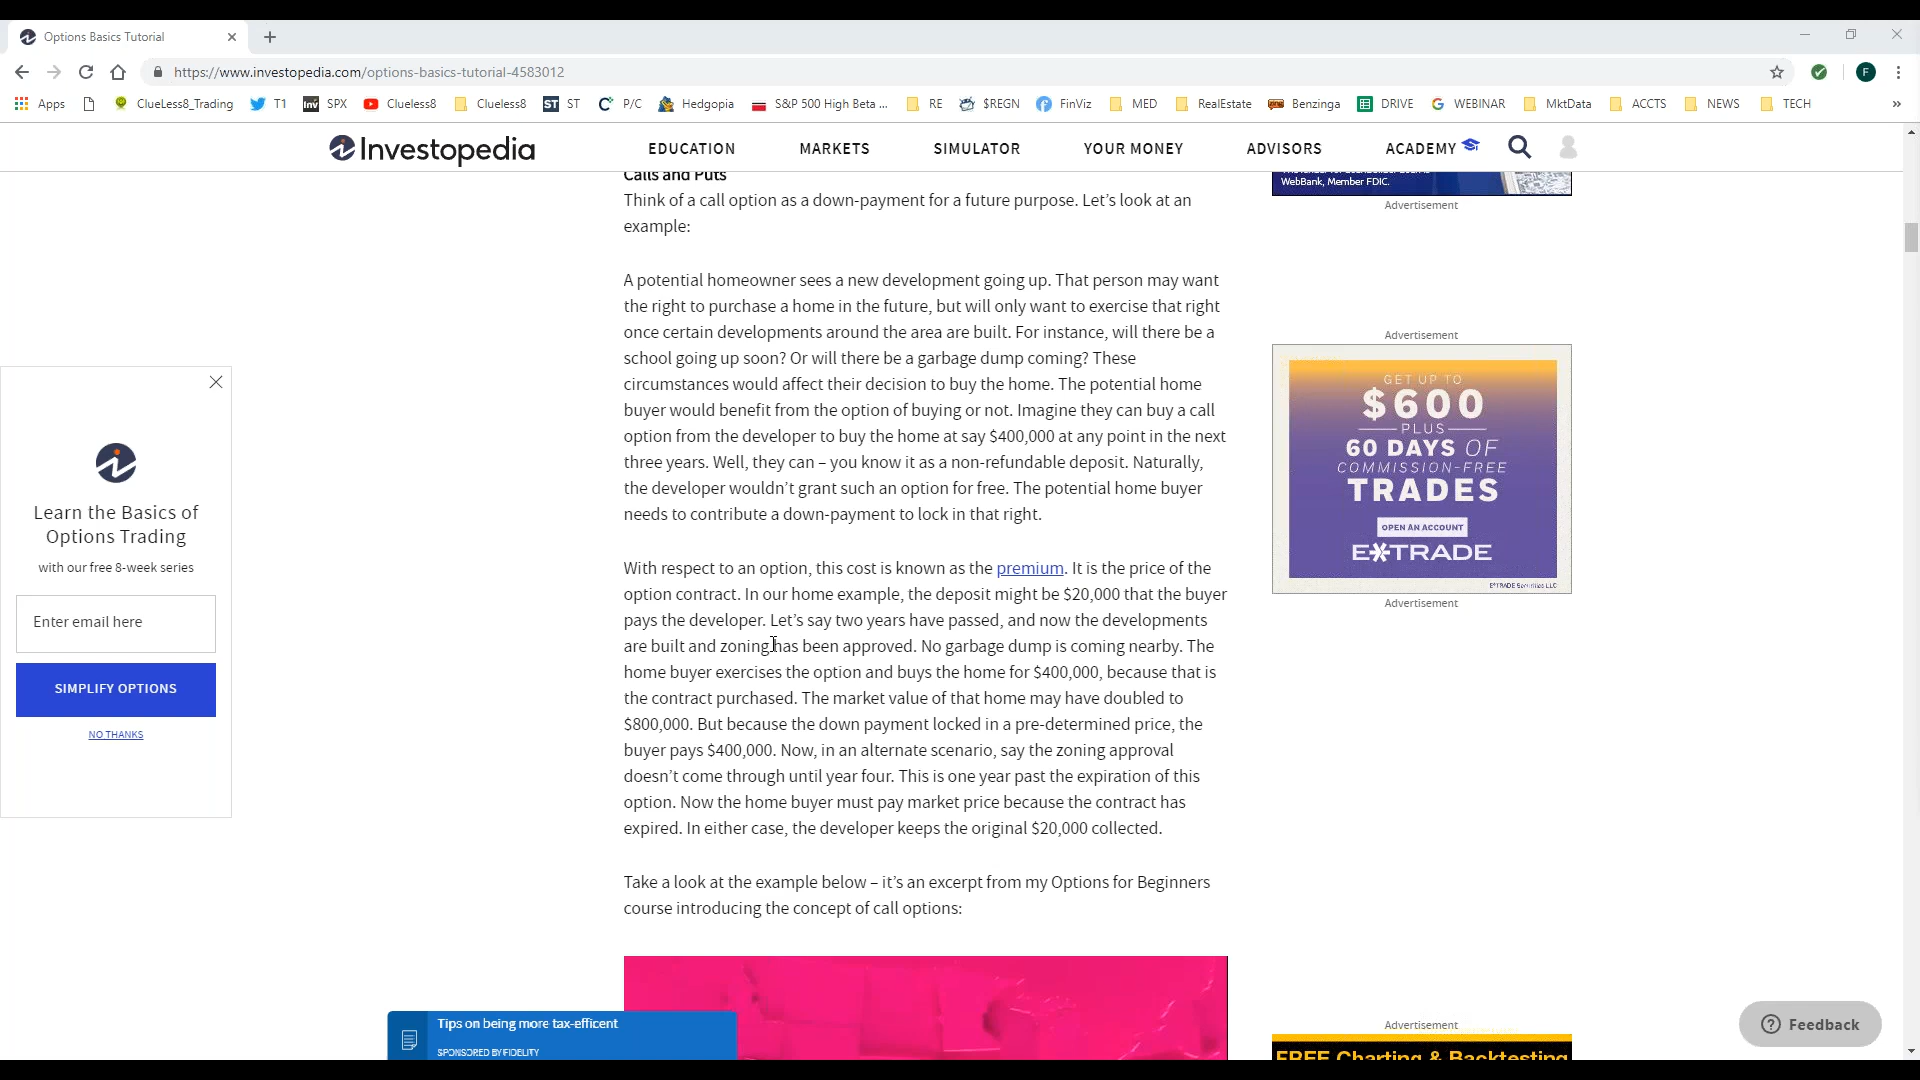 Options Basics Tutorial
https://www.investopedia.com/options-basics-tutorial-4583012
F
Apps
ClueLess8_Trading
T1
Inv
SPX
Clueless8
Clueless8
ST
ST
P/C
Hedgopia
S&P 500 High Beta ...
RE
$REGN
FinViz
MED
RealEstate
Benzinga
DRIVE
WEBINAR
MktData
ACCTS
NEWS
TECH
»
Investopedia
EDUCATION
MARKETS
SIMULATOR
YOUR MONEY
ADVISORS
ACADEMY
Calls and Puts
Think of a call option as a down-payment for a future purpose. Let’s look at an
example:
A potential homeowner sees a new development going up. That person may want
the right to purchase a home in the future, but will only want to exercise that right
once certain developments around the area are built. For instance, will there be a
school going up soon? Or will there be a garbage dump coming? These
circumstances would affect their decision to buy the home. The potential home
buyer would benefit from the option of buying or not. Imagine they can buy a call
option from the developer to buy the home at say $400,000 at any point in the next
three years. Well, they can – you know it as a non-refundable deposit. Naturally,
the developer wouldn’t grant such an option for free. The potential home buyer
needs to contribute a down-payment to lock in that right.
With respect to an option, this cost is known as the premium. It is the price of the
option contract. In our home example, the deposit might be $20,000 that the buyer
pays the developer. Let’s say two years have passed, and now the developments
are built and zoning has been approved. No garbage dump is coming nearby. The
home buyer exercises the option and buys the home for $400,000, because that is
the contract purchased. The market value of that home may have doubled to
$800,000. But because the down payment locked in a pre-determined price, the
buyer pays $400,000. Now, in an alternate scenario, say the zoning approval
doesn’t come through until year four. This is one year past the expiration of this
option. Now the home buyer must pay market price because the contract has
expired. In either case, the developer keeps the original $20,000 collected.
Take a look at the example below – it’s an excerpt from my Options for Beginners
course introducing the concept of call options:
Learn the Basics of
Options Trading
with our free 8-week series
Enter email here
SIMPLIFY OPTIONS
NO THANKS
WebBank, Member FDIC.
Advertisement
Advertisement
GET UP TO
$600
PLUS
60 DAYS OF
COMMISSION-FREE
TRADES
OPEN AN ACCOUNT
E*TRADE
E*TRADE Securities LLC
Advertisement
Advertisement
FREE Charting & Backtesting
Tips on being more tax-efficent
SPONSORED BY FIDELITY
Feedback